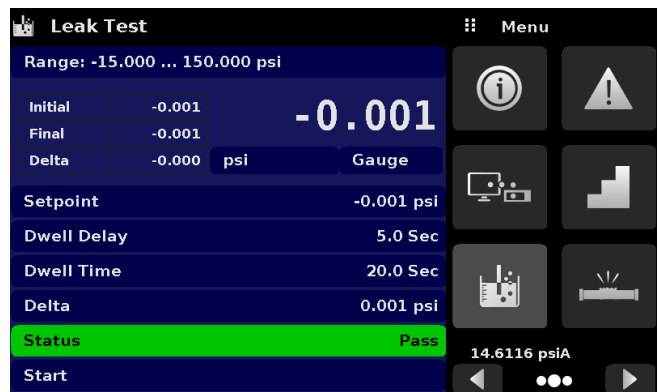 Leak Test
Menu
Range: -15.000 ... 150.000 psi
Initial -0.001
Final -0.001
Delta -0.000
-0.001
psi Gauge
Setpoint -0.001 psi
Dwell Delay 5.0 Sec
Dwell Time 20.0 Sec
Delta 0.001 psi
Status Pass
Start
14.6116 psiA